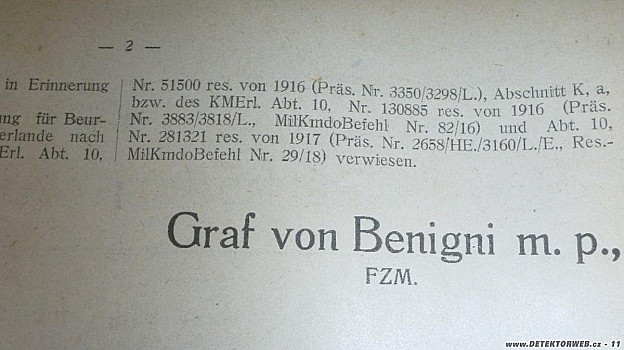 — 2 —
in Erinnerung
ng für Beur-
erlande nach
Erl. Abt. 10,
Nr. 51500 res. von 1916 (Präs. Nr. 3350/3298/L.), Abschnitt K, a,
bzw. des KMErl. Abt. 10, Nr. 130885 res. von 1916 (Präs.
Nr. 3883/3818/L., MilKmdoBefehl Nr. 82/16) und Abt. 10,
Nr. 281321 res. von 1917 (Präs. Nr. 2658/HE./3160/L./E., Res.-
MilKmdoBefehl Nr. 29/18) verwiesen.
Graf von Benigni m. p.,
FZM.
www.DETEKTORWEB.cz - 11